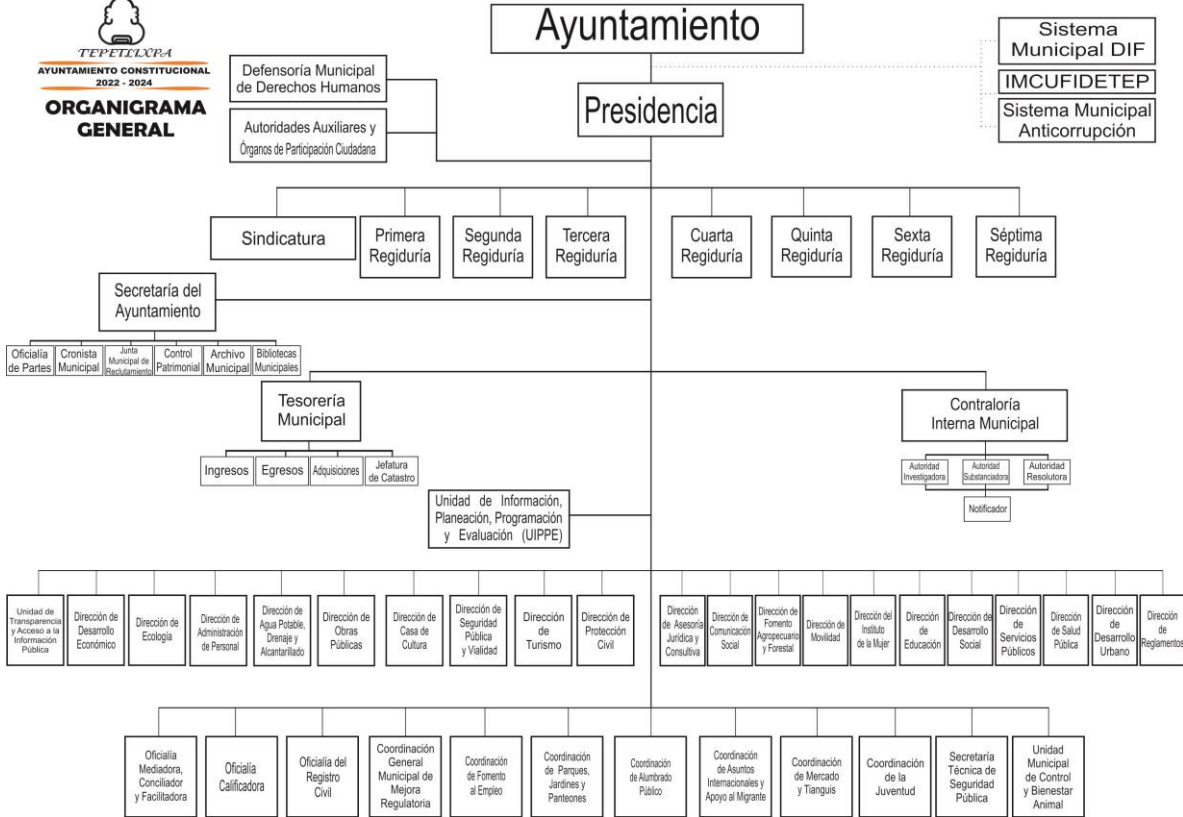 TEPETLIXPA
AYUNTAMIENTO CONSTITUCIONAL
2022 - 2024
ORGANIGRAMA
GENERAL
Ayuntamiento
Sistema
Municipal DIF
IMCUFIDETEP
Sistema Municipal
Anticorrupción
Defensoría Municipal
de Derechos Humanos
Presidencia
Autoridades Auxiliares y
Órganos de Participación Ciudadana
Sindicatura
Primera
Regiduría
Segunda
Regiduría
Tercera
Regiduría
Cuarta
Regiduría
Quinta
Regiduría
Sexta
Regiduría
Séptima
Regiduría
Secretaría del
Ayuntamiento
Oficialía
de Partes
Cronista
Municipal
Junta
Municipal de
Reclutamiento
Control
Patrimonial
Archivo
Municipal
Bibliotecas
Municipales
Tesorería
Municipal
Contraloría
Interna Municipal
Ingresos
Egresos
Adquisiciones
Jefatura
de Catastro
Autoridad
Investigadora
Autoridad
Substanciadora
Autoridad
Resolutora
Notificador
Unidad de Información,
Planeación, Programación
y Evaluación (UIPPE)
Unidad de
Transparencia
y Acceso a la
Información
Pública
Dirección de
Desarrollo
Económico
Dirección de
Ecología
Dirección de
Administración
de Personal
Dirección de
Agua Potable,
Drenaje y
Alcantarillado
Dirección de
Obras
Públicas
Dirección de
Casa de
Cultura
Dirección de
Seguridad
Pública
y Vialidad
Dirección
de
Turismo
Dirección de
Protección
Civil
Dirección
de Asesoría
Jurídica y
Consultiva
Dirección
de Comunicación
Social
Dirección de
Fomento
Agropecuario
y Forestal
Dirección
de Movilidad
Dirección del
Instituto
de la Mujer
Dirección
de
Educación
Dirección
de Desarrollo
Social
Dirección
de Servicios
Públicos
Dirección
de Salud
Pública
Dirección
de
Desarrollo
Urbano
Dirección
de
Reglamentos
Oficialía
Mediadora,
Conciliador
y Facilitadora
Oficialía
Calificadora
Oficialía del
Registro
Civil
Coordinación
General
Municipal de
Mejora
Regulatoria
Coordinación
de Fomento
al Empleo
Coordinación
de Parques,
Jardines y
Panteones
Coordinación
de Alumbrado
Público
Coordinación
de Asuntos
Internacionales y
Apoyo al Migrante
Coordinación
de Mercado
y Tianguis
Coordinación
de la
Juventud
Secretaría
Técnica de
Seguridad
Pública
Unidad
Municipal
de Control
y Bienestar
Animal